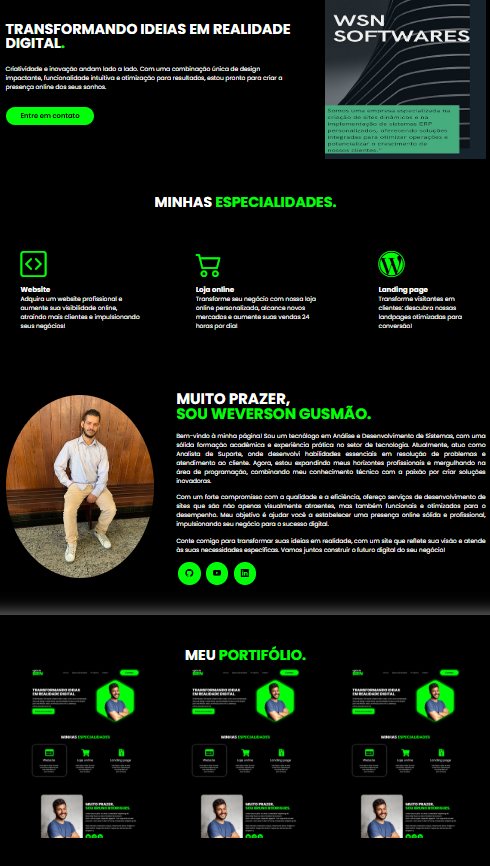 TRANSFORMANDO IDEIAS EM REALIDADE
DIGITAL.
Criatividade e inovação andam lado a lado. Com uma combinação única de design
impactante, funcionalidade intuitiva e otimização para resultados, estou pronto para criar a
presença online dos seus sonhos.
Entre em contato
WSN
SOFTWARES
Somos uma empresa especializada na
criação de sites dinâmicos e na
implementação de sistemas ERP
personalizados, oferecendo soluções
integradas para otimizar operações e
potencializar o crescimento de
nossos clientes."
MINHAS ESPECIALIDADES.
Website
Adquira um website profissional e
aumente sua visibilidade online,
atraindo mais clientes e impulsionando
seus negócios!
Loja online
Transforme seu negócio com nossa loja
online personalizada, alcance novos
mercados e aumente suas vendas 24
horas por dia!
Landing page
Transforme visitantes em
clientes: descubra nossas
landpages otimizadas para
conversão!
MUITO PRAZER,
SOU WEVERSON GUSMÃO.
Bem-vindo à minha página! Sou um tecnólogo em Análise e Desenvolvimento de Sistemas, com uma
sólida formação acadêmica e experiência prática no setor de tecnologia. Atualmente, atuo como
Analista de Suporte, onde desenvolvi habilidades essenciais em resolução de problemas e
atendimento ao cliente. Agora, estou expandindo meus horizontes profissionais e mergulhando na
área de programação, combinando meu conhecimento técnico com a paixão por criar soluções
inovadoras.
Com um forte compromisso com a qualidade e a eficiência, ofereço serviços de desenvolvimento de
sites que são não apenas visualmente atraentes, mas também funcionais e otimizados para o
desempenho. Meu objetivo é ajudar você a estabelecer uma presença online sólida e profissional,
impulsionando seu negócio para o sucesso digital.
Conte comigo para transformar suas ideias em realidade, com um site que reflete sua visão e atende
às suas necessidades específicas. Vamos juntos construir o futuro digital do seu negócio!
MEU PORTIFÓLIO.
TRANSFORMANDO IDEIAS
EM REALIDADE DIGITAL
TRANSFORMANDO IDEIAS
EM REALIDADE DIGITAL
TRANSFORMANDO IDEIAS
EM REALIDADE DIGITAL
MINHAS ESPECIALIDADES
MINHAS ESPECIALIDADES
MINHAS ESPECIALIDADES
Website Loja online Landing page
Website Loja online Landing page
Website Loja online Landing page
MUITO PRAZER,
MUITO PRAZER,
MUITO PRAZER,